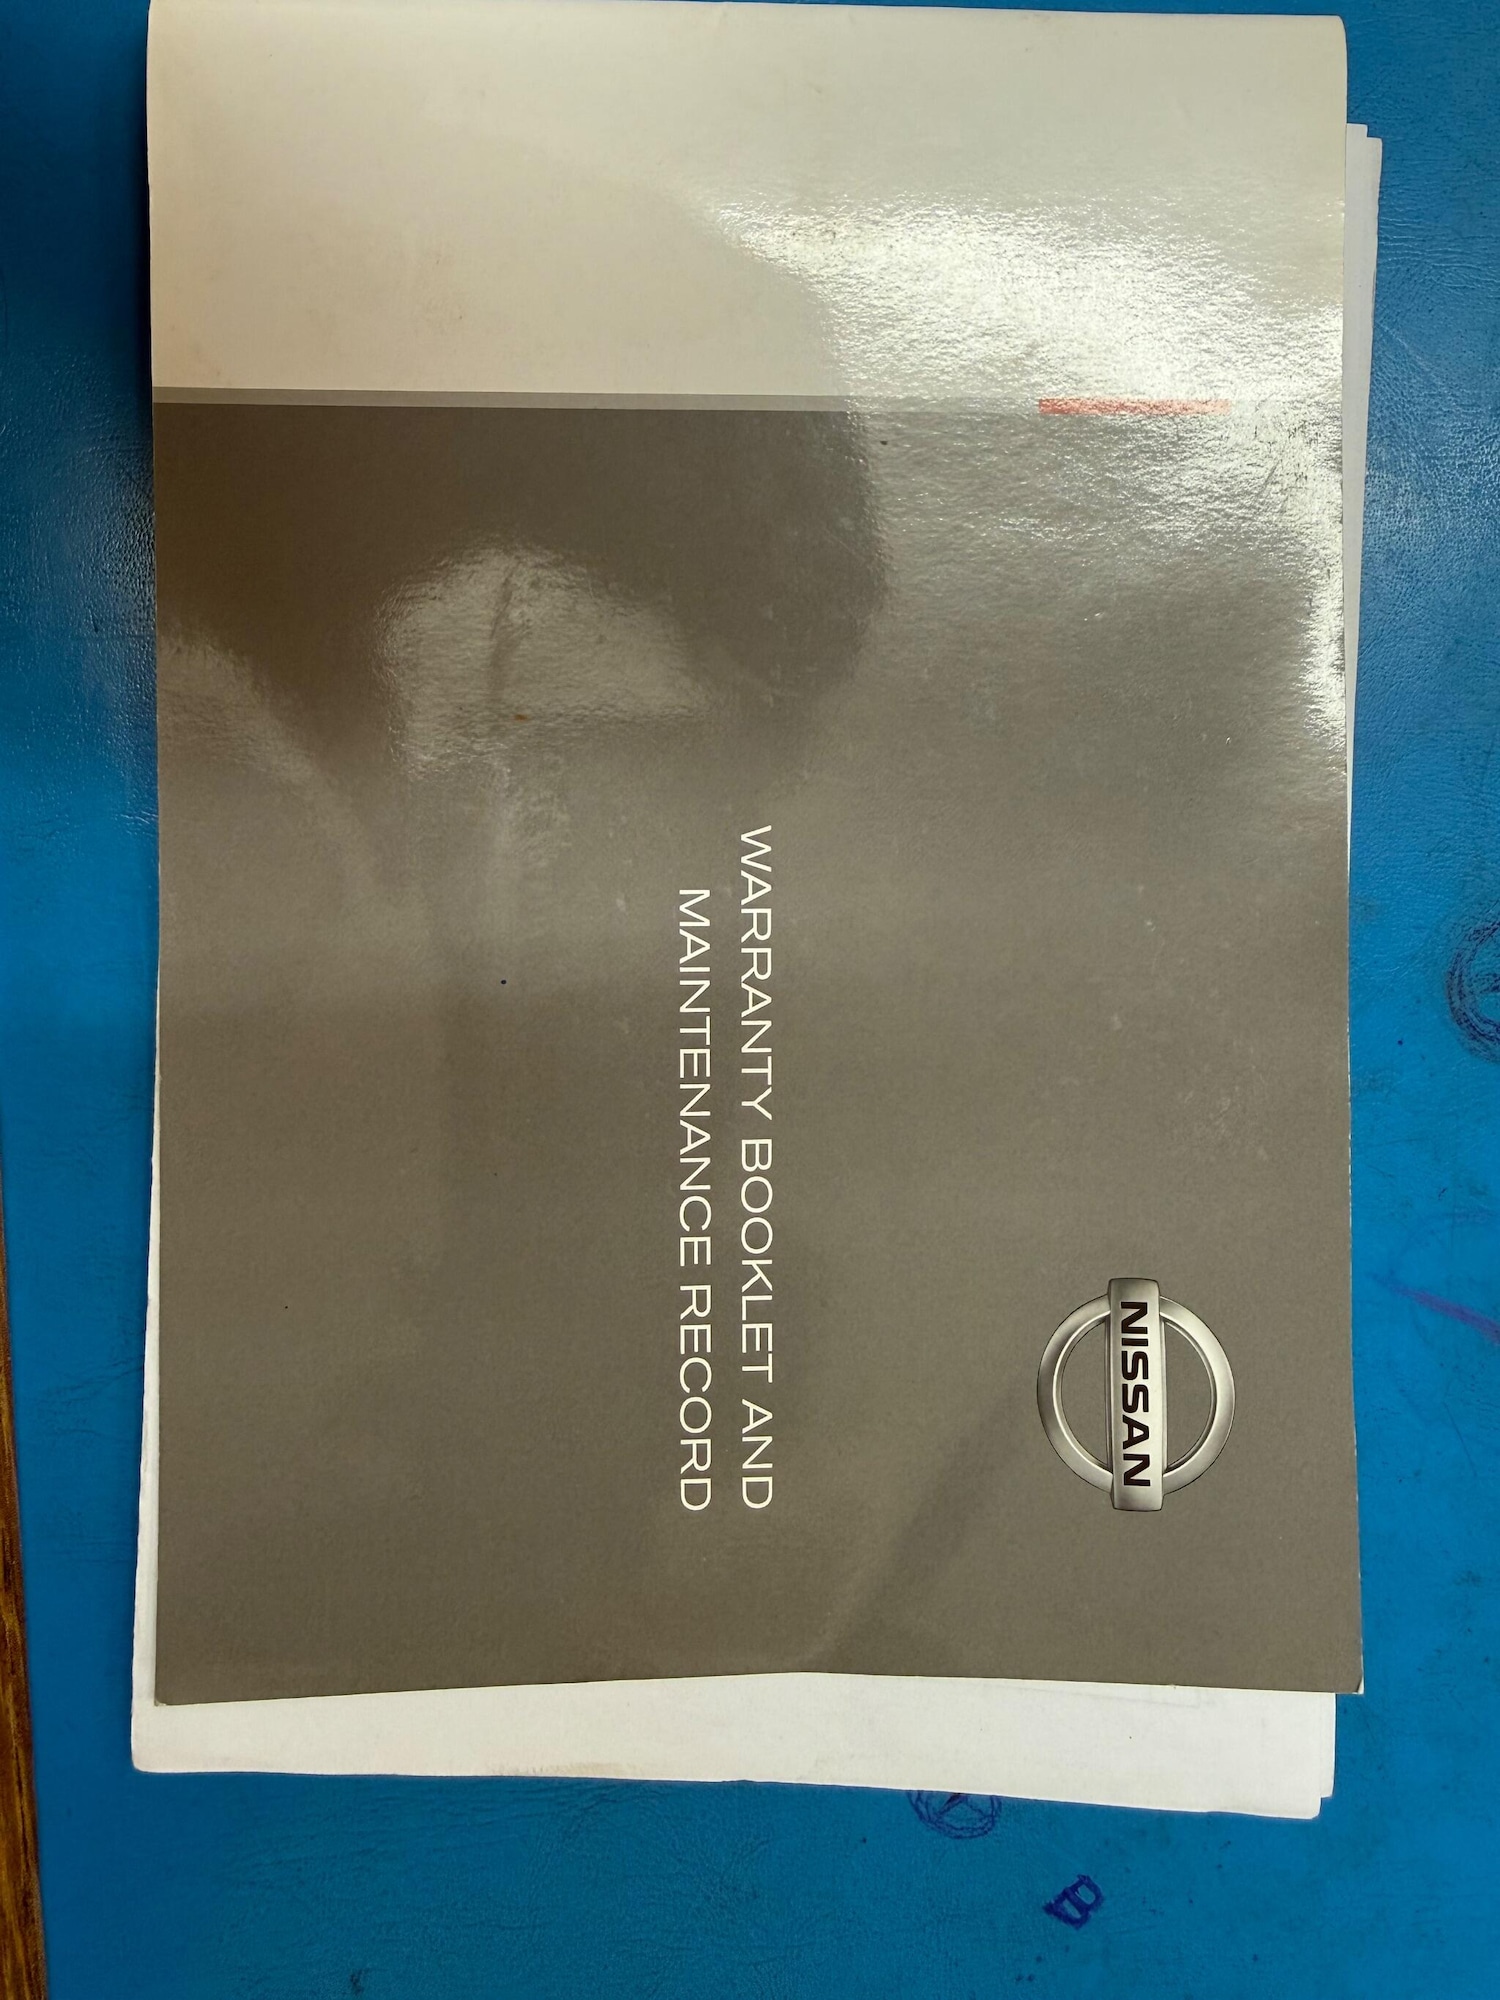 NISSAN
WARRANTY BOOKLET AND
MAINTENANCE RECORD